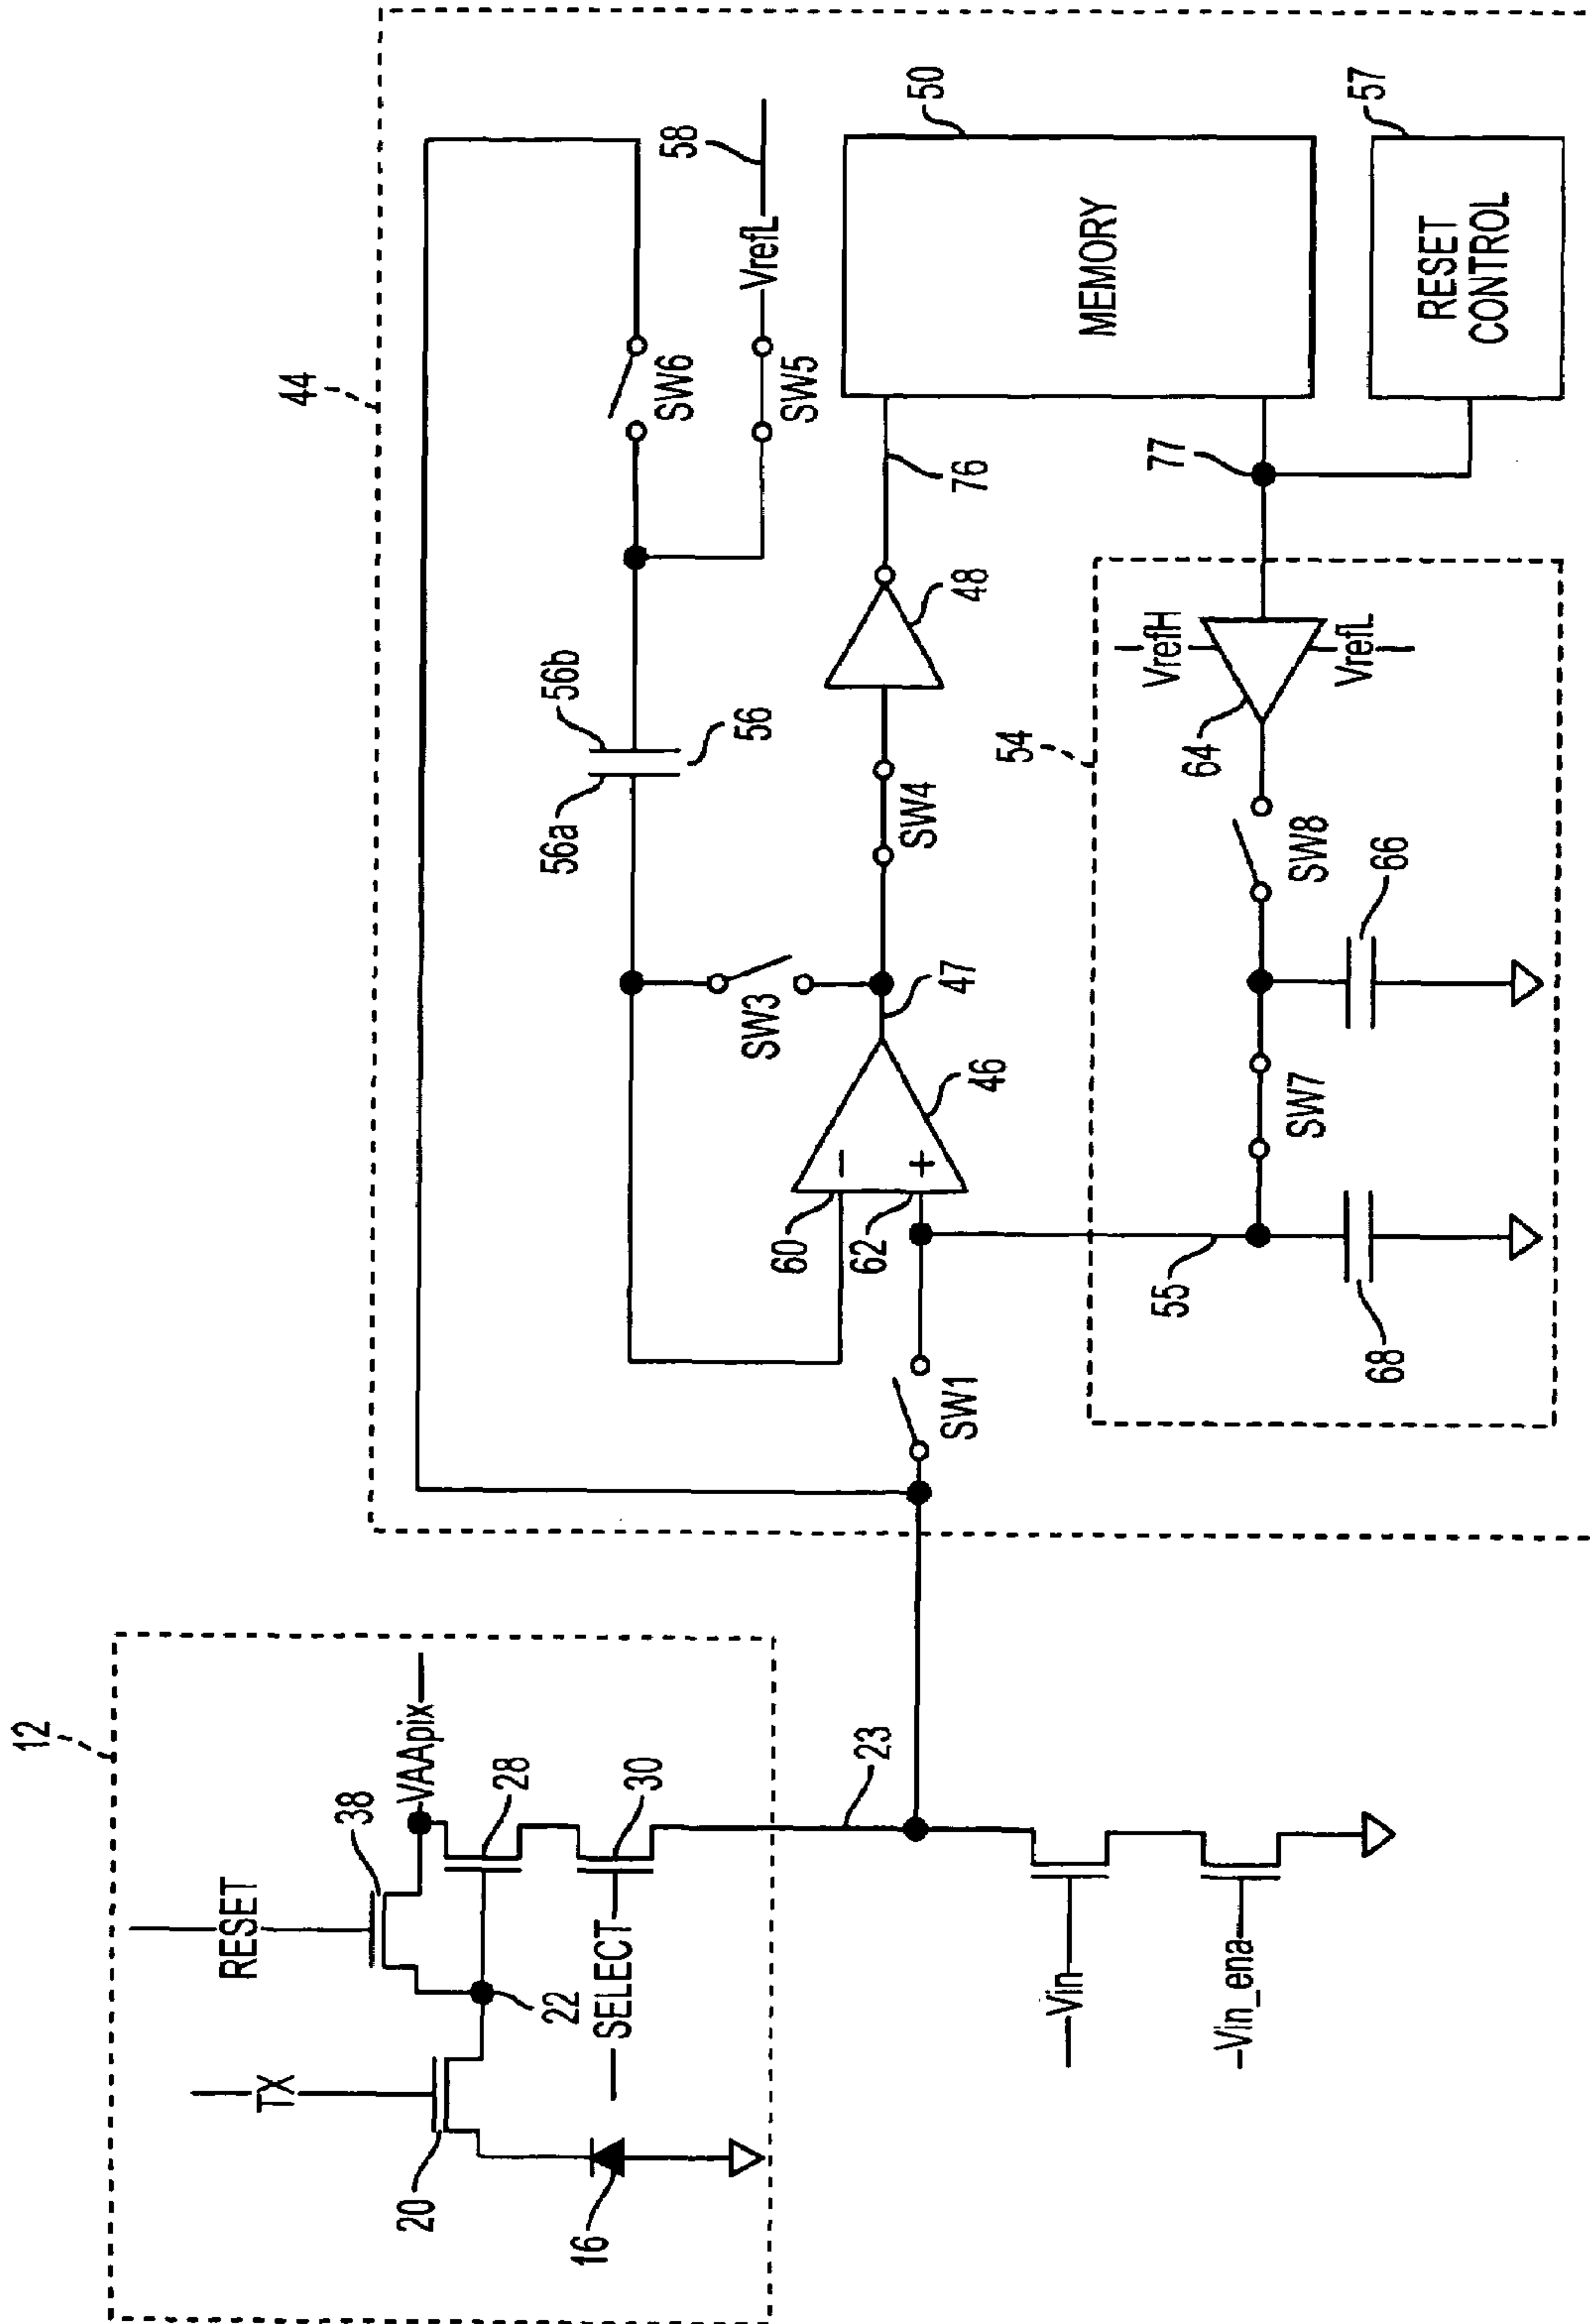 12
RESET
38
VAApix
TX
20
22
28
16
SELECT
30
23
Vin
Vin_ena
44
SW6
58
VrefL
SW5
56a
56b
56
SW3
60
62
46
47
SW4
48
76
50
MEMORY
SW1
77
57
RESET
CONTROL
54
55
VrefH
64
VrefL
SW8
SW7
66
68